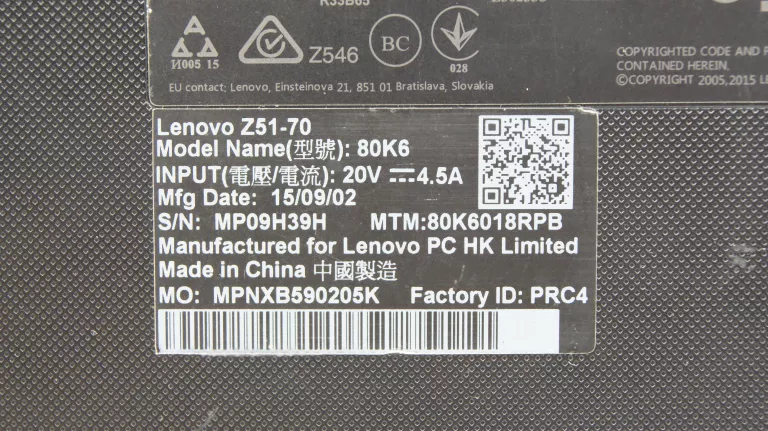 И005 15
Z546
BC
028
COPYRIGHTED CODE AND
CONTAINED HEREIN.
©COPYRIGHT 2005,2015 LE
EU contact: Lenovo, Einsteinova 21, 851 01 Bratislava, Slovakia
Lenovo Z51-70
Model Name(型號): 80K6
INPUT(電壓/電流): 20V ⎓4.5A
Mfg Date: 15/09/02
S/N: MP09H39H MTM:80K6018RPB
Manufactured for Lenovo PC HK Limited
Made in China 中國製造
MO: MPNXB590205K Factory ID: PRC4